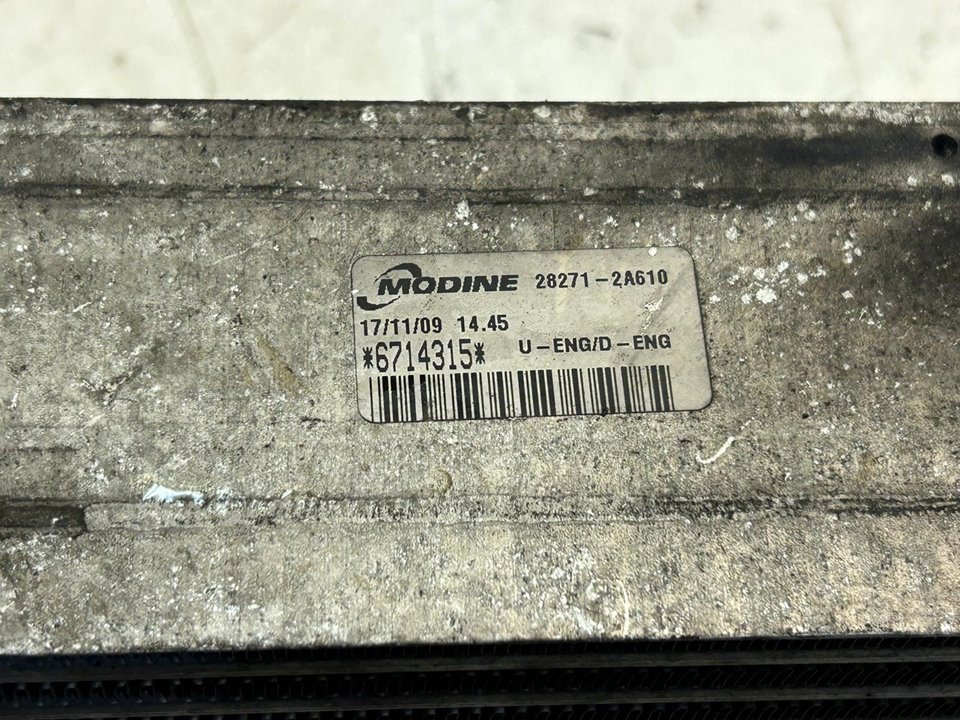 MODINE 28271-2A610
17/11/09 14.45
*6714315* U-ENG/D-ENG